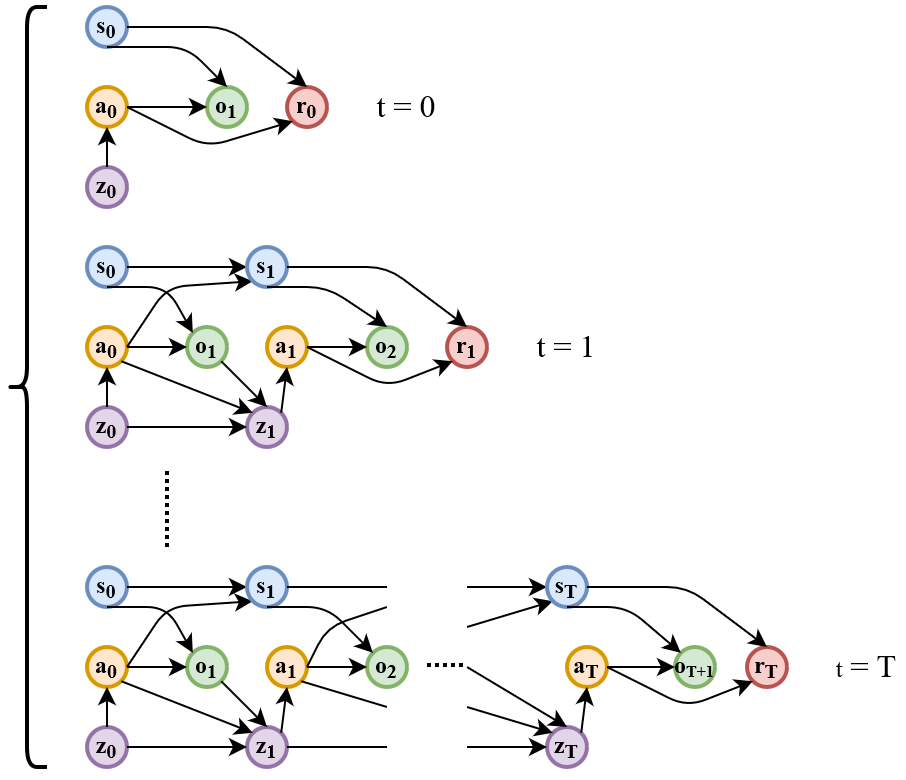 s0
a0 o1 r0 t = 0
z0
s0 s1
a0 o1 a1 o2 r1 t = 1
z0 z1
s0 s1 sT
a0 o1 a1 o2 aT oT+1 rT t = T
z0 z1 zT